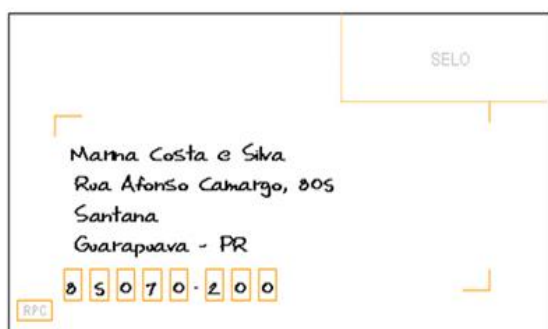 SELO
Marina Costa e Silva
Rua Afonso Camargo, 805
Santana
Guarapuava - PR
85070-200
RPC